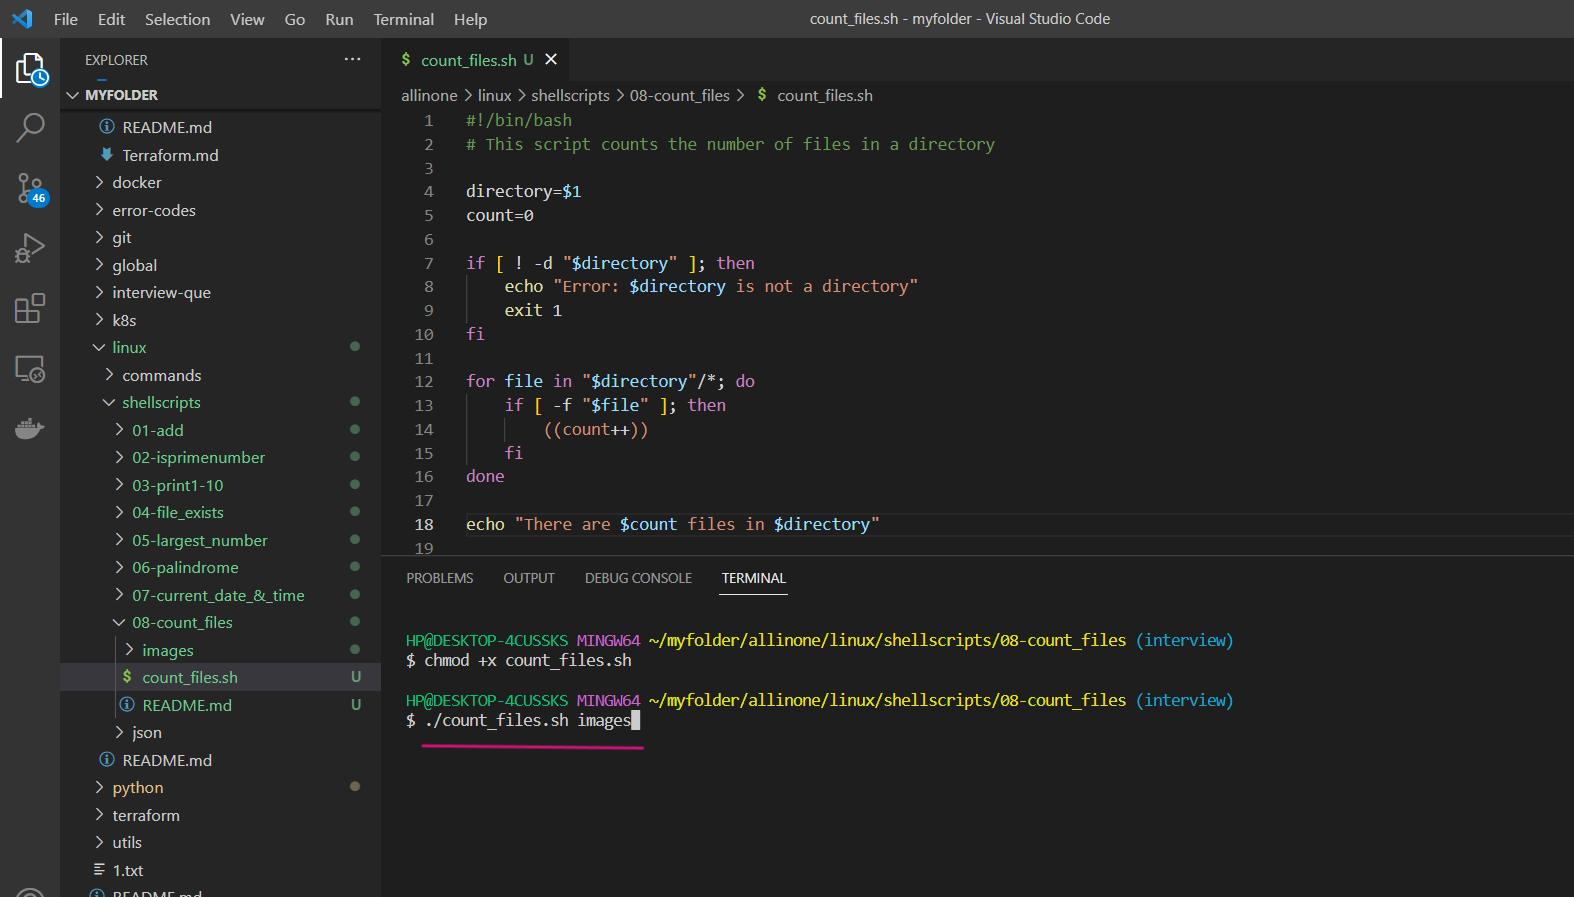 File Edit Selection View Go Run Terminal Help
count_files.sh - myfolder - Visual Studio Code
EXPLORER
MYFOLDER
README.md
Terraform.md
docker
error-codes
git
global
interview-que
k8s
linux
commands
shellscripts
01-add
02-isprimenumber
03-print1-10
04-file_exists
05-largest_number
06-palindrome
07-current_date_&_time
08-count_files
images
$ count_files.sh U
README.md U
json
README.md
python
terraform
utils
1.txt
README.md
46
$ count_files.sh U
allinone > linux > shellscripts > 08-count_files > $ count_files.sh
1 #!/bin/bash
2 # This script counts the number of files in a directory
3
4 directory=$1
5 count=0
6
7 if [ ! -d "$directory" ]; then
8 echo "Error: $directory is not a directory"
9 exit 1
10 fi
11
12 for file in "$directory"/*; do
13 if [ -f "$file" ]; then
14 ((count++))
15 fi
16 done
17
18 echo "There are $count files in $directory"
19
PROBLEMS OUTPUT DEBUG CONSOLE TERMINAL
HP@DESKTOP-4CUSSKS MINGW64 ~/myfolder/allinone/linux/shellscripts/08-count_files (interview)
$ chmod +x count_files.sh
HP@DESKTOP-4CUSSKS MINGW64 ~/myfolder/allinone/linux/shellscripts/08-count_files (interview)
$ ./count_files.sh images